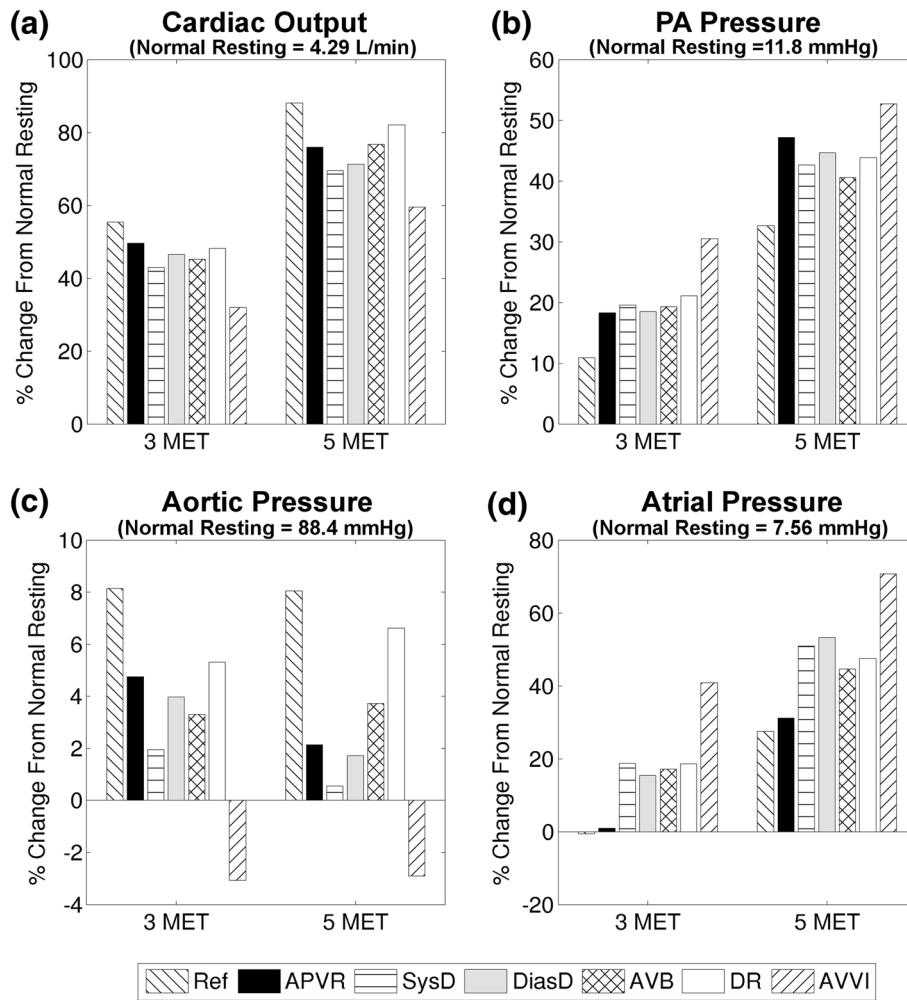 (a)
Cardiac Output
(Normal Resting = 4.29 L/min)
% Change From Normal Resting
100
80
60
40
20
0
3 MET
5 MET
(b)
PA Pressure
(Normal Resting =11.8 mmHg)
% Change From Normal Resting
60
50
40
30
20
10
0
3 MET
5 MET
(c)
Aortic Pressure
(Normal Resting = 88.4 mmHg)
% Change From Normal Resting
10
8
6
4
2
0
-2
-4
3 MET
5 MET
(d)
Atrial Pressure
(Normal Resting = 7.56 mmHg)
% Change From Normal Resting
80
60
40
20
0
-20
3 MET
5 MET
Ref APVR SysD DiasD AVB DR AVVI